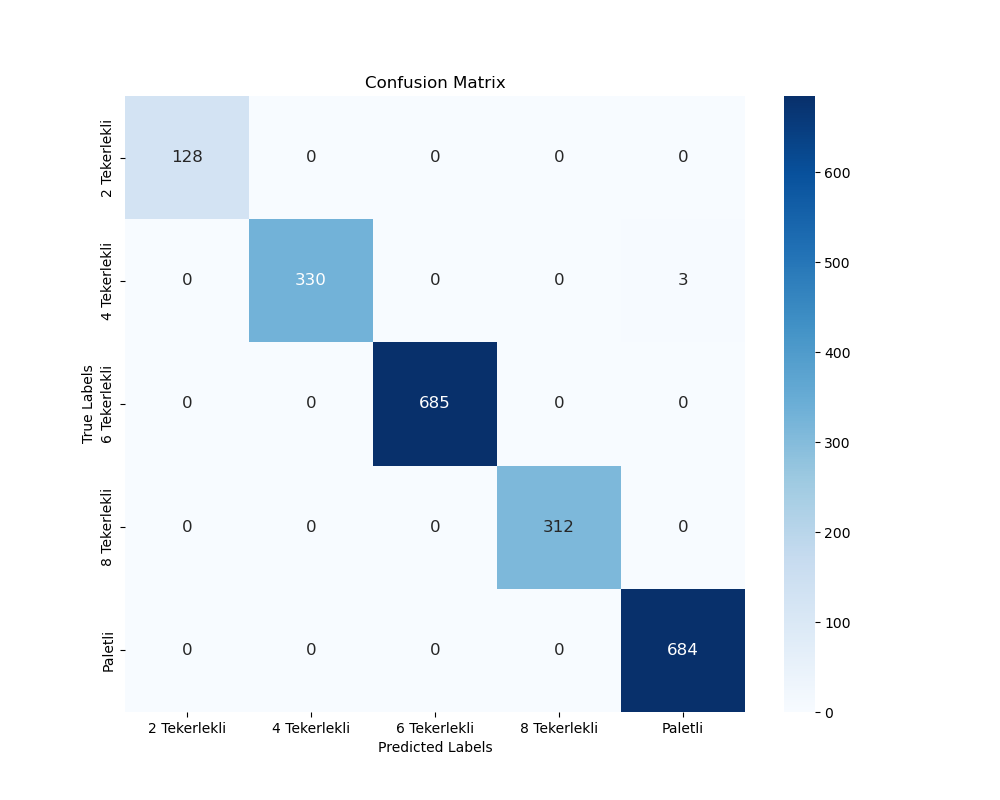 Confusion Matrix
True Labels
2 Tekerlekli
128 0 0 0 0
4 Tekerlekli
0 330 0 0 3
6 Tekerlekli
0 0 685 0 0
8 Tekerlekli
0 0 0 312 0
Paletli
0 0 0 0 684
2 Tekerlekli 4 Tekerlekli 6 Tekerlekli 8 Tekerlekli Paletli
Predicted Labels
600
500
400
300
200
100
0